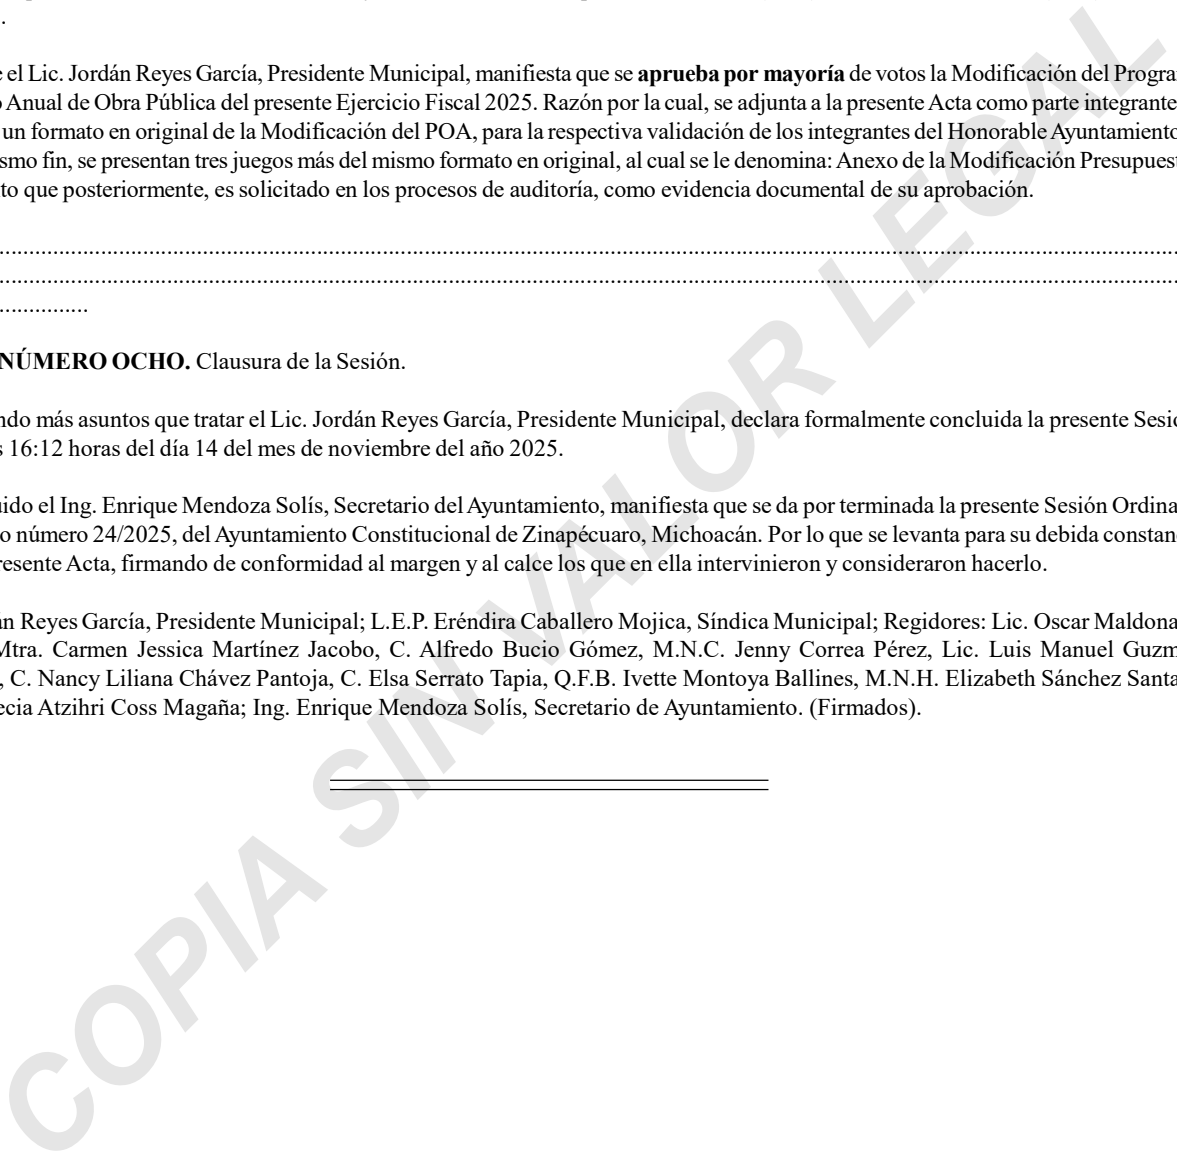 .
e el Lic. Jordán Reyes García, Presidente Municipal, manifiesta que se aprueba por mayoría de votos la Modificación del Progra
o Anual de Obra Pública del presente Ejercicio Fiscal 2025. Razón por la cual, se adjunta a la presente Acta como parte integrante
un formato en original de la Modificación del POA, para la respectiva validación de los integrantes del Honorable Ayuntamiento
smo fin, se presentan tres juegos más del mismo formato en original, al cual se le denomina: Anexo de la Modificación Presupuest
to que posteriormente, es solicitado en los procesos de auditoría, como evidencia documental de su aprobación.
NÚMERO OCHO. Clausura de la Sesión.
ndo más asuntos que tratar el Lic. Jordán Reyes García, Presidente Municipal, declara formalmente concluida la presente Sesió
s 16:12 horas del día 14 del mes de noviembre del año 2025.
uido el Ing. Enrique Mendoza Solís, Secretario del Ayuntamiento, manifiesta que se da por terminada la presente Sesión Ordina
o número 24/2025, del Ayuntamiento Constitucional de Zinapécuaro, Michoacán. Por lo que se levanta para su debida constan
resente Acta, firmando de conformidad al margen y al calce los que en ella intervinieron y consideraron hacerlo.
án Reyes García, Presidente Municipal; L.E.P. Eréndira Caballero Mojica, Síndica Municipal; Regidores: Lic. Oscar Maldona
Mtra. Carmen Jessica Martínez Jacobo, C. Alfredo Bucio Gómez, M.N.C. Jenny Correa Pérez, Lic. Luis Manuel Guzm
, C. Nancy Liliana Chávez Pantoja, C. Elsa Serrato Tapia, Q.F.B. Ivette Montoya Ballines, M.N.H. Elizabeth Sánchez Santa
ecia Atzihri Coss Magaña; Ing. Enrique Mendoza Solís, Secretario de Ayuntamiento. (Firmados).
COPIA SIN VALOR LEGAL